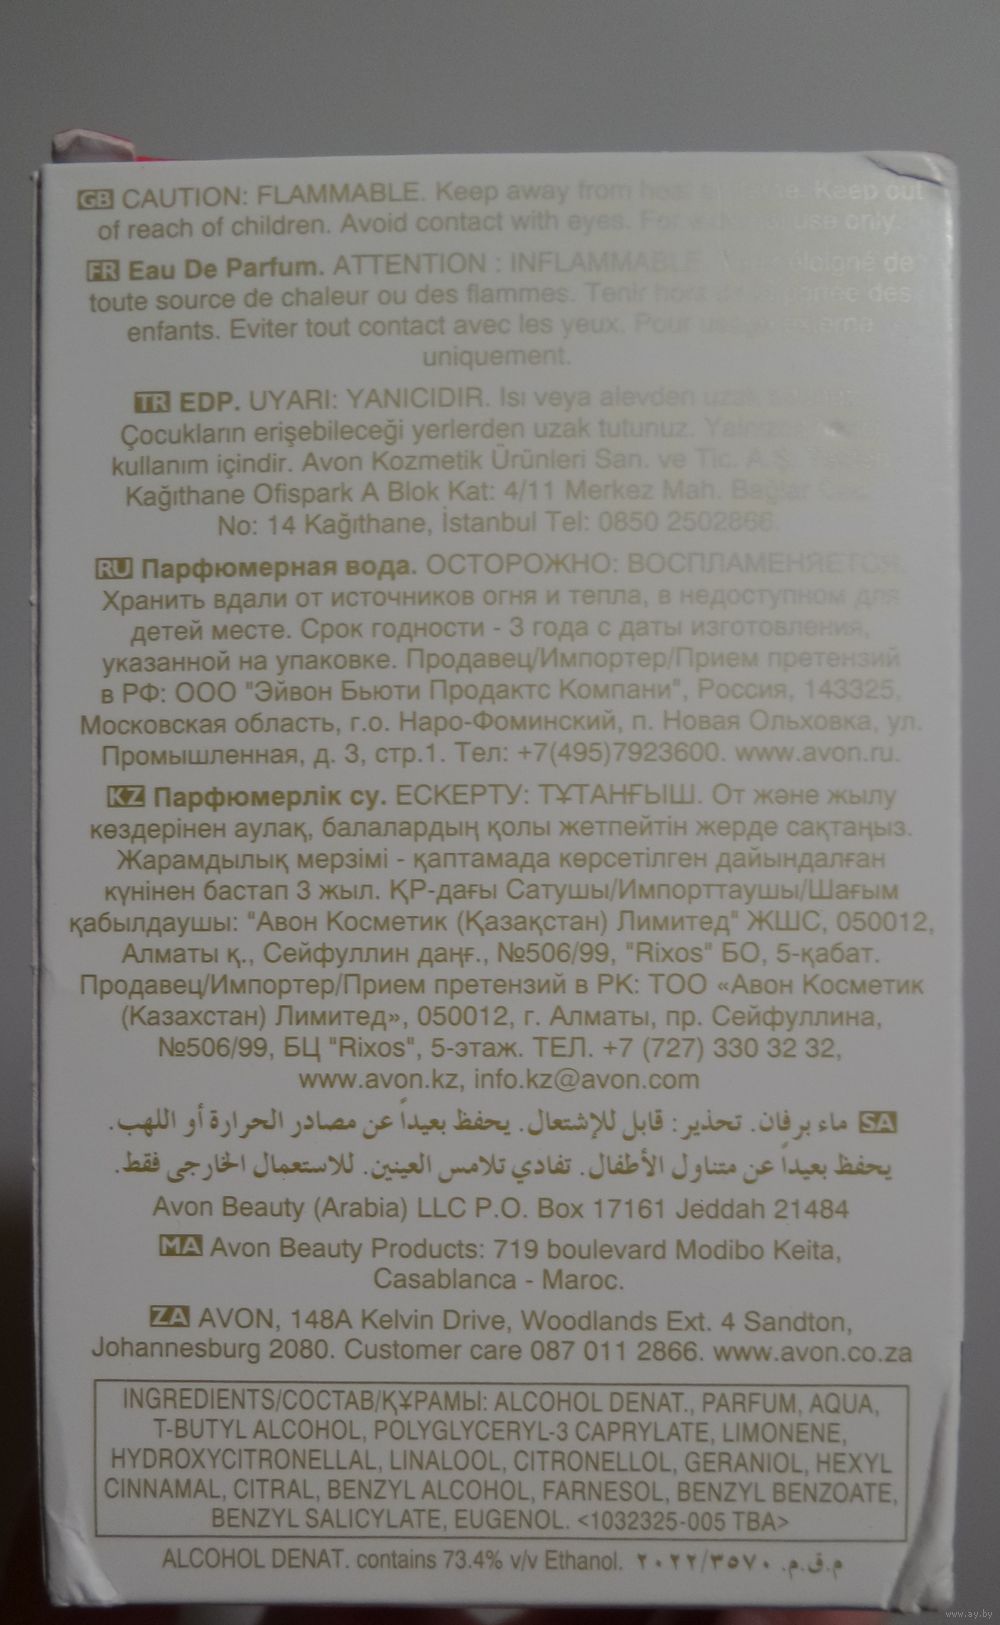 GB CAUTION: FLAMMABLE. Keep away from heat Keep out
of reach of children. Avoid contact with eyes. For use only.
FR Eau De Parfum. ATTENTION : INFLAMMABLE. éloigné de
toute source de chaleur ou des flammes. Tenir hors portée des
enfants. Eviter tout contact avec les yeux. Pour usage externe
uniquement.
TR EDP. UYARI: YANICIDIR. Isı veya alevden uzak
Çocukların erişebileceği yerlerden uzak tutunuz.
kullanım içindir. Avon Kozmetik Ürünleri San. ve Tic. A.Ş.
Kağıthane Ofispark A Blok Kat: 4/11 Merkez Mah. Bağlar
No: 14 Kağıthane, İstanbul Tel: 0850 2502866.
RU Парфюмерная вода. ОСТОРОЖНО: ВОСПЛАМЕНЯЕТСЯ.
Хранить вдали от источников огня и тепла, в недоступном для
детей месте. Срок годности - 3 года с даты изготовления,
указанной на упаковке. Продавец/Импортер/Прием претензий
в РФ: ООО "Эйвон Бьюти Продактс Компани", Россия, 143325,
Московская область, г.о. Наро-Фоминский, п. Новая Ольховка, ул.
Промышленная, д. 3, стр.1. Тел: +7(495)7923600. www.avon.ru.
KZ Парфюмерлік су. ЕСКЕРТУ: ТҰТАНҒЫШ. От және жылу
көздерінен аулақ, балалардың қолы жетпейтін жерде сақтаңыз.
Жарамдылық мерзімі - қаптамада көрсетілген дайындалған
күнінен бастап 3 жыл. ҚР-дағы Сатушы/Импорттаушы/Шағым
қабылдаушы: "Авон Косметик (Қазақстан) Лимитед" ЖШС, 050012,
Алматы қ., Сейфуллин даңғ., №506/99, "Rixos" БО, 5-қабат.
Продавец/Импортер/Прием претензий в РК: ТОО «Авон Косметик
(Казахстан) Лимитед», 050012, г. Алматы, пр. Сейфуллина,
№506/99, БЦ "Rixos", 5-этаж. ТЕЛ. +7 (727) 330 32 32,
www.avon.kz, info.kz@avon.com
SA ماء برفان. تحذير: قابل للإشتعال. يحفظ بعيداً عن مصادر الحرارة أو اللهب.
يحفظ بعيداً عن متناول الأطفال. تفادي تلامس العينين. للاستعمال الخارجي فقط.
Avon Beauty (Arabia) LLC P.O. Box 17161 Jeddah 21484
MA Avon Beauty Products: 719 boulevard Modibo Keita,
Casablanca - Maroc.
ZA AVON, 148A Kelvin Drive, Woodlands Ext. 4 Sandton,
Johannesburg 2080. Customer care 087 011 2866. www.avon.co.za
INGREDIENTS/СОСТАВ/ҚҰРАМЫ: ALCOHOL DENAT., PARFUM, AQUA,
T-BUTYL ALCOHOL, POLYGLYCERYL-3 CAPRYLATE, LIMONENE,
HYDROXYCITRONELLAL, LINALOOL, CITRONELLOL, GERANIOL, HEXYL
CINNAMAL, CITRAL, BENZYL ALCOHOL, FARNESOL, BENZYL BENZOATE,
BENZYL SALICYLATE, EUGENOL. <1032325-005 TBA>
ALCOHOL DENAT. contains 73.4% v/v Ethanol. م.ق.م. ٢٠٢٢/٣٥٧٠
www.ay.by